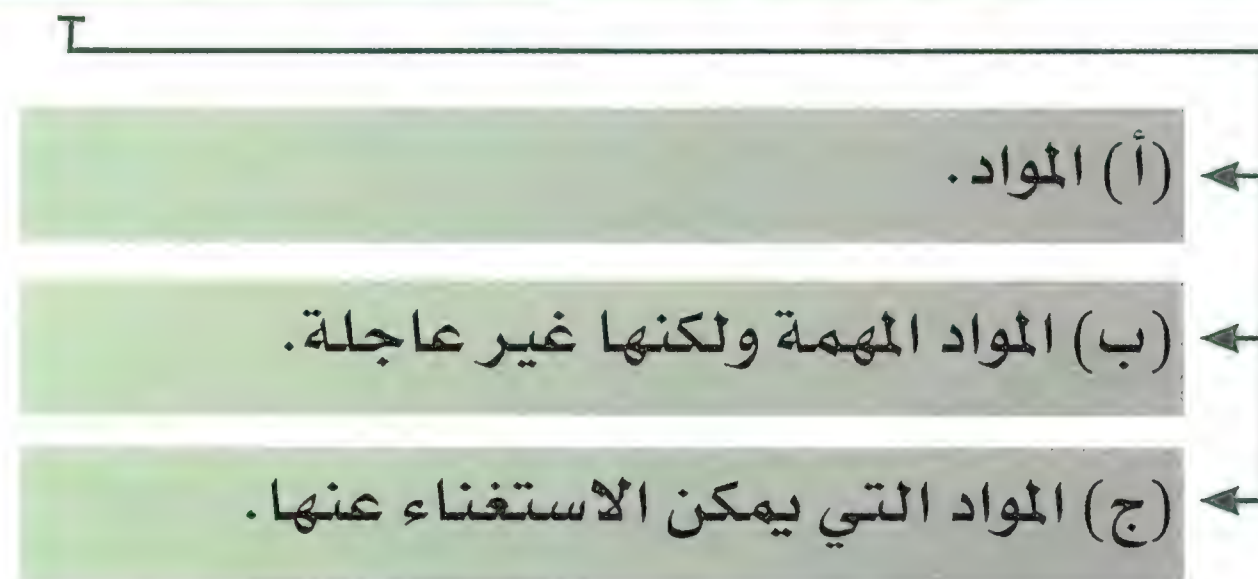 (أ) المواد.
(ب) المواد المهمة ولكنها غير عاجلة.
(ج) المواد التي يمكن الاستغناء عنها.